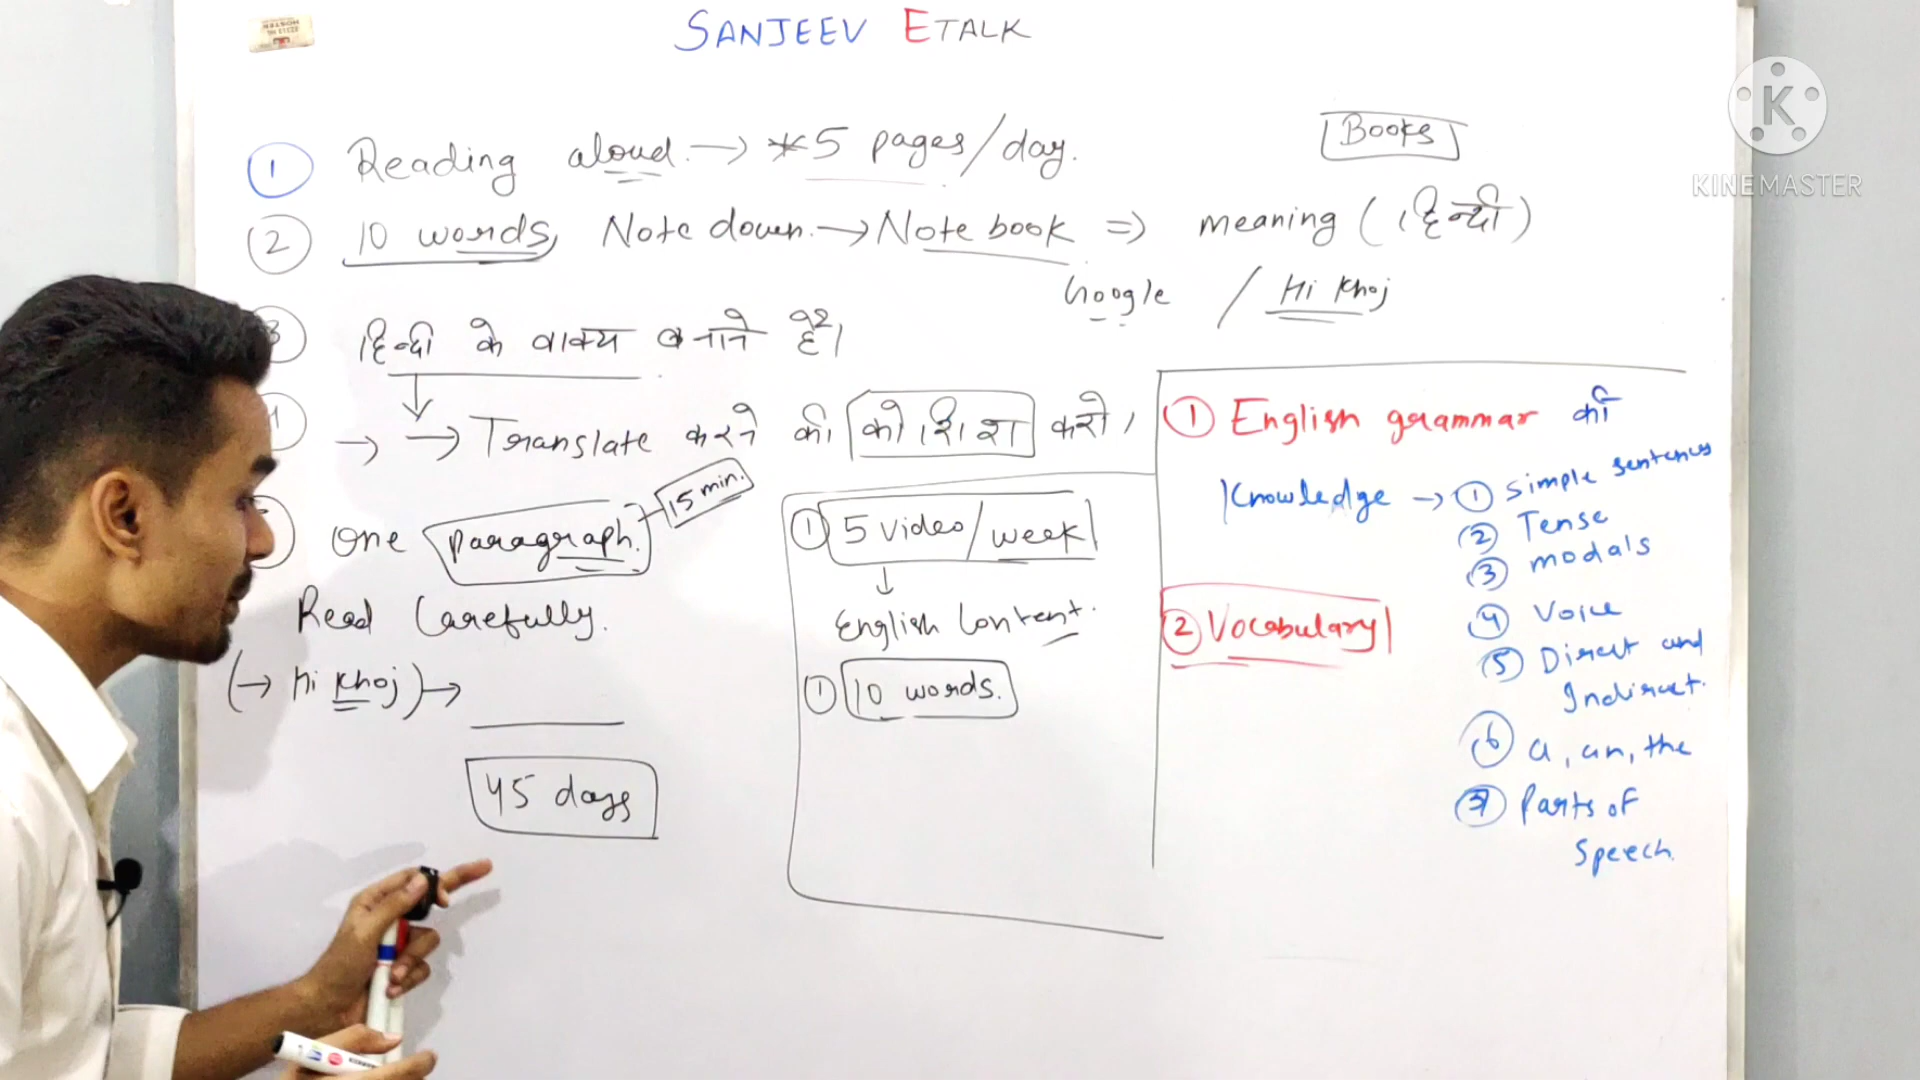 SANJEEV ETALK
KINEMASTER
Books
1 Reading aloud. → *5 pages/day.
2 10 words, Note down. → Note book ⇒ meaning (हिन्दी)
Google / Hi Khoj
3 हिन्दी के वाक्य बनाने है।
→ → Translate करने की कोशिश करो।
One paragraph. 15 min.
Read Carefully.
(→ Hi Khoj) →
45 days
1 5 Video/week
↓
English Content.
1 10 words.
1 English grammar की
Knowledge → 1 Simple sentences
2 Tense
3 modals
4 Voice
5 Direct and
Indirect.
6 a, an, the
7 Parts of
Speech.
2 Vocabulary